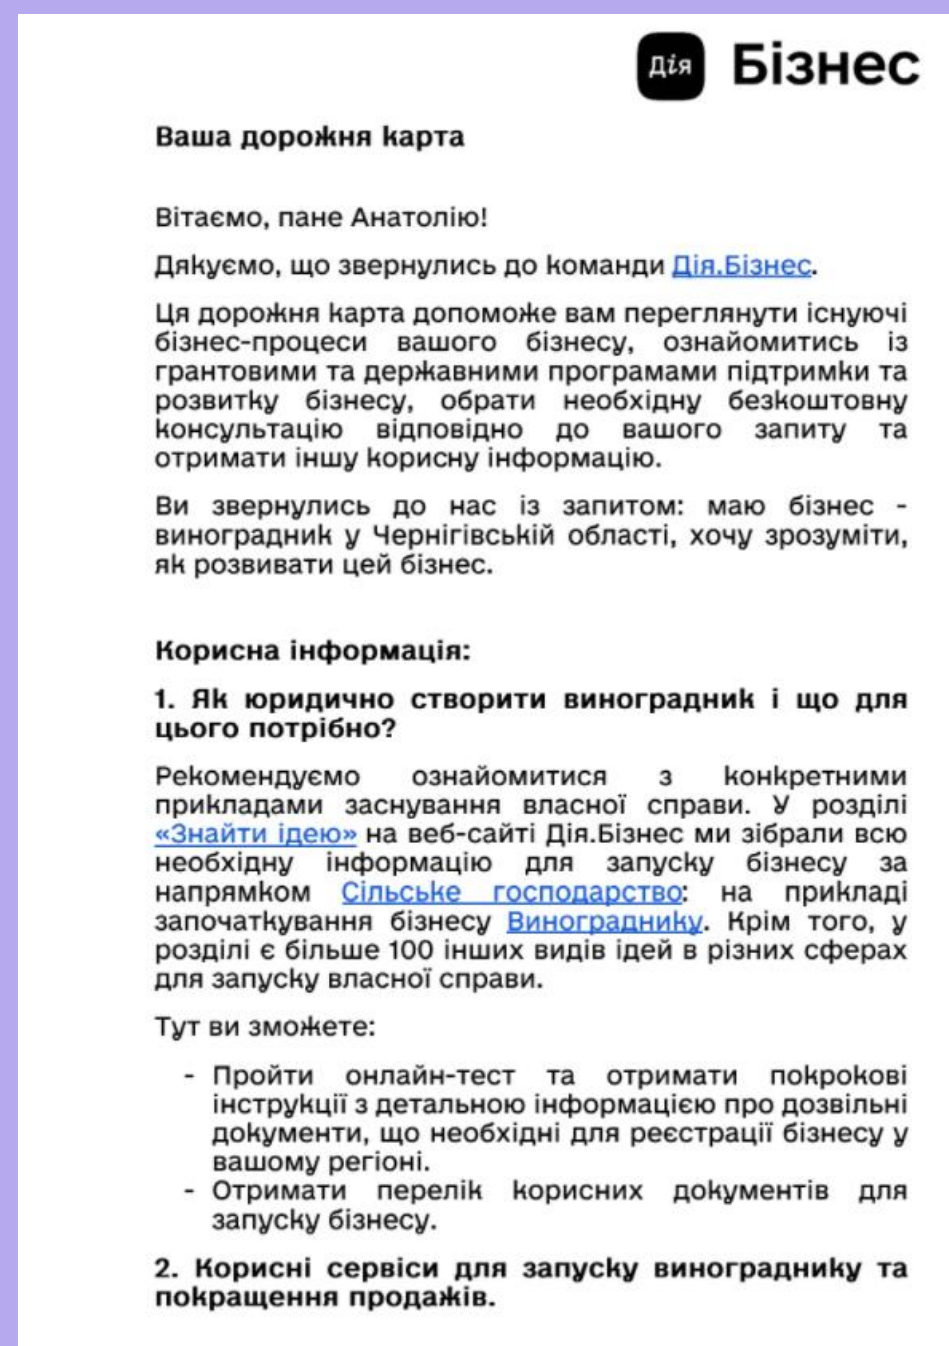 Дія Бізнес
Ваша дорожня карта
Вітаємо, пане Анатолію!
Дякуємо, що звернулись до команди Дія.Бізнес.
Ця дорожня карта допоможе вам переглянути існуючі
бізнес-процеси вашого бізнесу, ознайомитись із
грантовими та державними програмами підтримки та
розвитку бізнесу, обрати необхідну безкоштовну
консультацію відповідно до вашого запиту та
отримати іншу корисну інформацію.
Ви звернулись до нас із запитом: маю бізнес -
виноградник у Чернігівській області, хочу зрозуміти,
як розвивати цей бізнес.
Корисна інформація:
1. Як юридично створити виноградник і що для
цього потрібно?
Рекомендуємо ознайомитися з конкретними
прикладами заснування власної справи. У розділі
«Знайти ідею» на веб-сайті Дія.Бізнес ми зібрали всю
необхідну інформацію для запуску бізнесу за
напрямком Сільське господарство: на прикладі
започаткування бізнесу Винограднику. Крім того, у
розділі є більше 100 інших видів ідей в різних сферах
для запуску власної справи.
Тут ви зможете:
- Пройти онлайн-тест та отримати покрокові
інструкції з детальною інформацією про дозвільні
документи, що необхідні для реєстрації бізнесу у
вашому регіоні.
- Отримати перелік корисних документів для
запуску бізнесу.
2. Корисні сервіси для запуску винограднику та
покращення продажів.